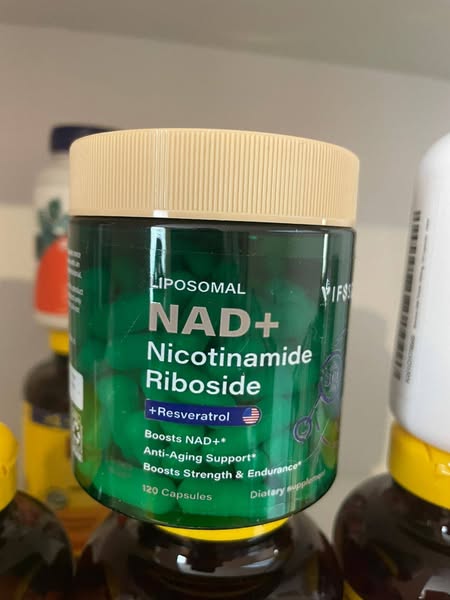 LIPOSOMAL
NAD+
Nicotinamide
Riboside
+Resveratrol
Boosts NAD+*
Anti-Aging Support*
Boosts Strength & Endurance*
120 Capsules
Dietary supplement